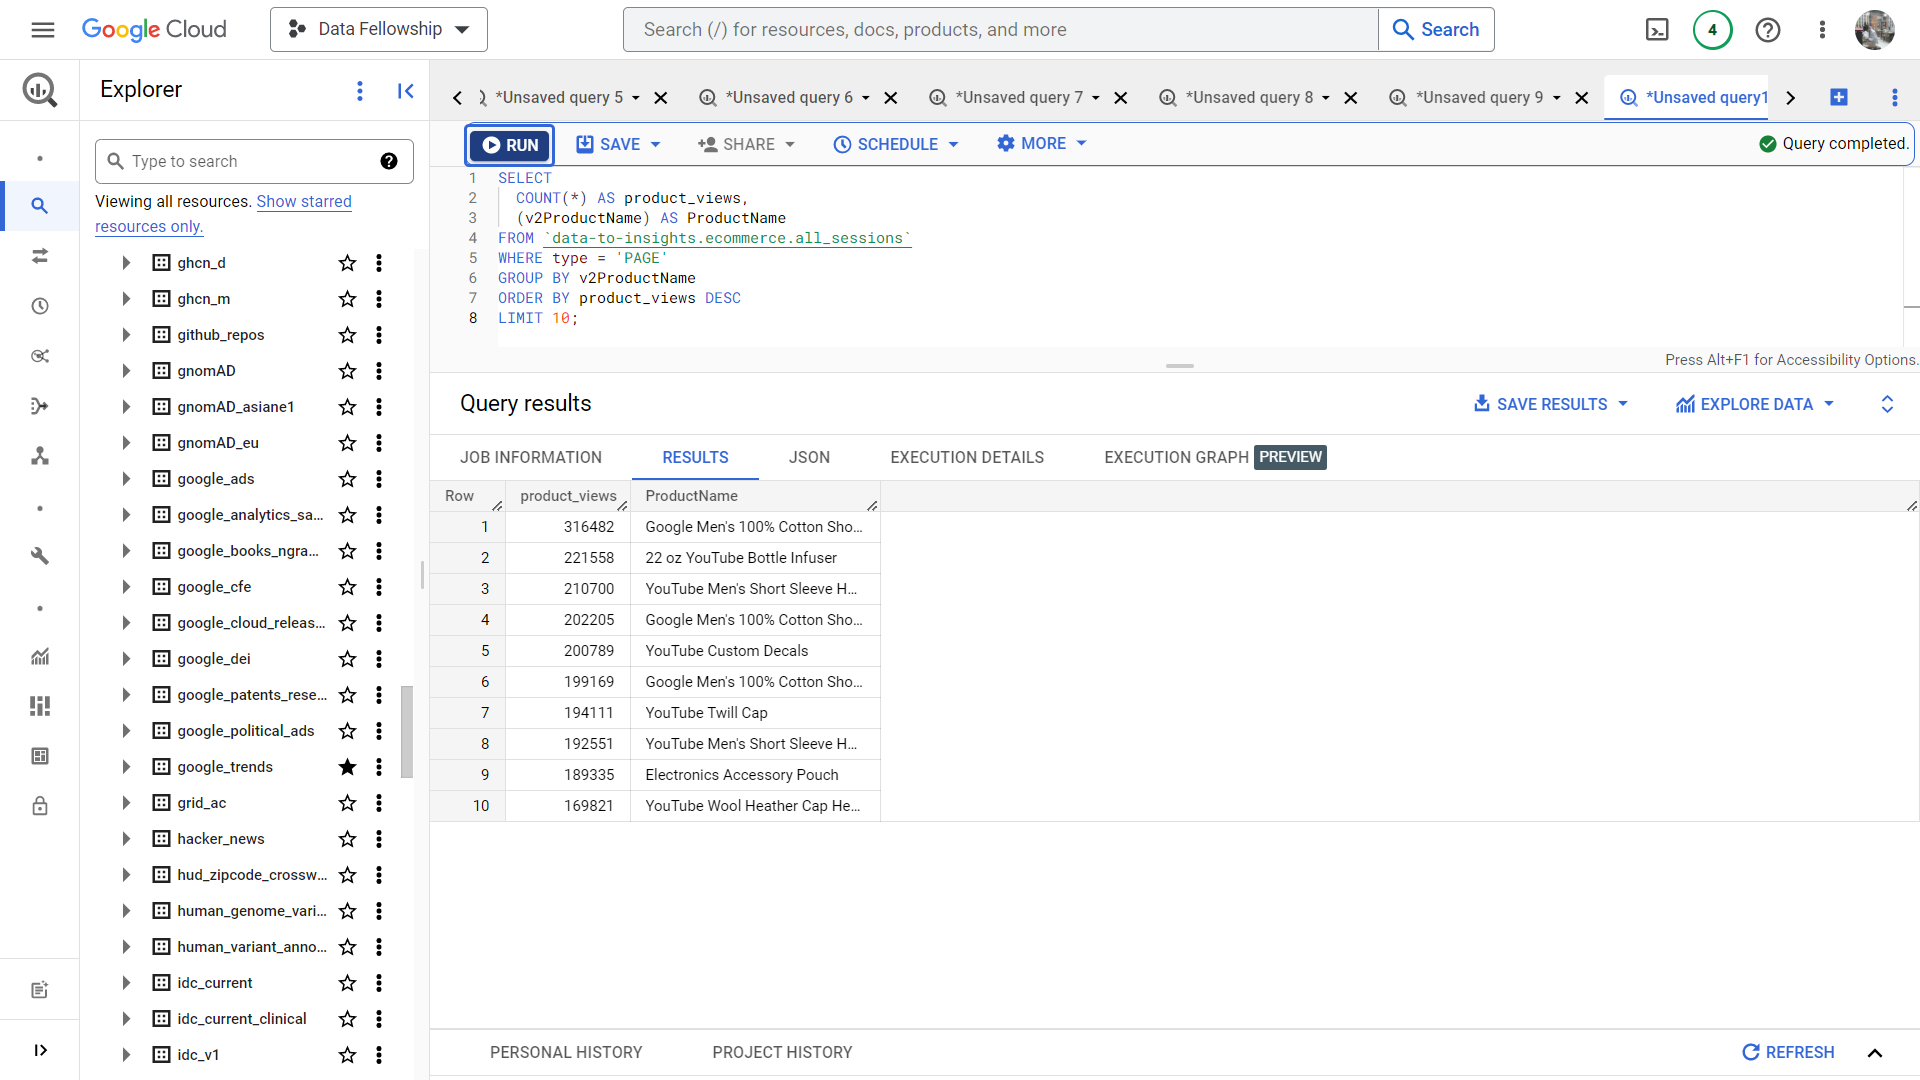 Google Cloud
Data Fellowship
Search (/) for resources, docs, products, and more
Search
4
Explorer
*Unsaved query 5
*Unsaved query 6
*Unsaved query 7
*Unsaved query 8
*Unsaved query 9
*Unsaved query1
Type to search
RUN
SAVE
SHARE
SCHEDULE
MORE
Query completed.
Viewing all resources. Show starred
resources only.
1 SELECT
2 COUNT(*) AS product_views,
3 (v2ProductName) AS ProductName
4 FROM `data-to-insights.ecommerce.all_sessions`
5 WHERE type = 'PAGE'
6 GROUP BY v2ProductName
7 ORDER BY product_views DESC
8 LIMIT 10;
Press Alt+F1 for Accessibility Options.
ghcn_d
ghcn_m
github_repos
gnomAD
gnomAD_asiane1
gnomAD_eu
google_ads
google_analytics_sa...
google_books_ngra...
google_cfe
google_cloud_releas...
google_dei
google_patents_rese...
google_political_ads
google_trends
grid_ac
hacker_news
hud_zipcode_crossw...
human_genome_vari...
human_variant_anno...
idc_current
idc_current_clinical
idc_v1
Query results
SAVE RESULTS
EXPLORE DATA
JOB INFORMATION
RESULTS
JSON
EXECUTION DETAILS
EXECUTION GRAPH PREVIEW
Row product_views ProductName
1 316482 Google Men's 100% Cotton Sho...
2 221558 22 oz YouTube Bottle Infuser
3 210700 YouTube Men's Short Sleeve H...
4 202205 Google Men's 100% Cotton Sho...
5 200789 YouTube Custom Decals
6 199169 Google Men's 100% Cotton Sho...
7 194111 YouTube Twill Cap
8 192551 YouTube Men's Short Sleeve H...
9 189335 Electronics Accessory Pouch
10 169821 YouTube Wool Heather Cap He...
PERSONAL HISTORY
PROJECT HISTORY
REFRESH